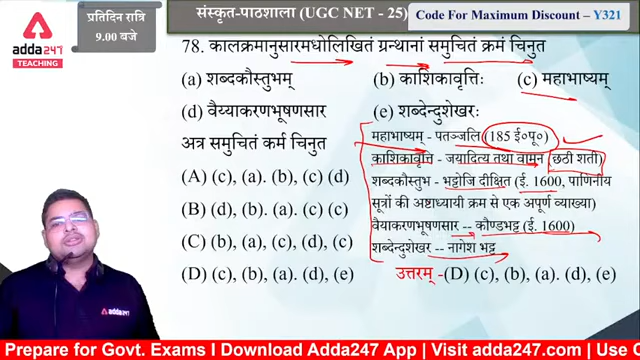 adda247
TEACHING
प्रतिदिन रात्रि
9.00 बजे
संस्कृत-पाठशाला (UGC NET - 25)
Code For Maximum Discount – Y321
78. कालक्रमानुसारमधोलिखितं ग्रन्थानां समुचितं क्रमं चिनुत
(a) शब्दकौस्तुभम् (b) काशिकावृत्तिः (c) महाभाष्यम्
(d) वैय्याकरणभूषणसार (e) शब्देन्दुशेखरः
अत्र समुचितं कर्म चिनुत
(A) (c), (a). (b), (c) (d)
(B) (d), (b), (a). (c) (c)
(C) (b), (a), (c), (d), (c)
(D) (c), (b), (a). (d), (e)
महाभाष्यम् - पतञ्जलि (185 ई०पू०)
काशिकावृत्ति - जयादित्य तथा वामन (छठी शती)
शब्दकौस्तुभ - भट्टोजि दीक्षित (ई. 1600, पाणिनीय
सूत्रों की अष्टाध्यायी क्रम से एक अपूर्ण व्याख्या)
वैयाकरणभूषणसार -- कौण्डभट्ट (ई. 1600)
शब्देन्दुशेखर -- नागेश भट्ट
उत्तरम् -(D) (c), (b), (a). (d), (e)
Prepare for Govt. Exams I Download Adda247 App | Visit adda247.com | Use C